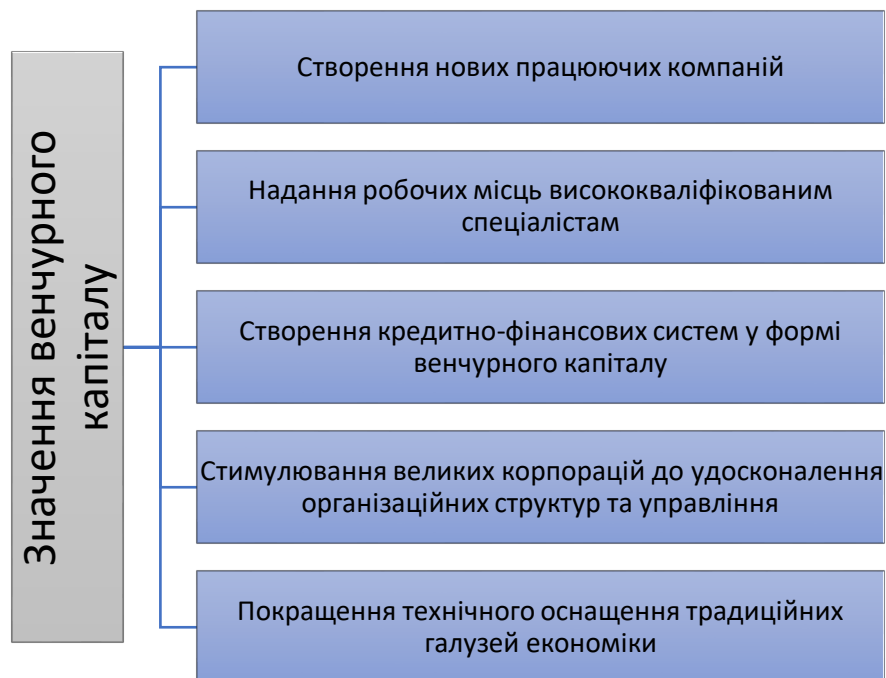 Значення венчурного
капіталу
Створення нових працюючих компаній
Надання робочих місць висококваліфікованим
спеціалістам
Створення кредитно-фінансових систем у формі
венчурного капіталу
Стимулювання великих корпорацій до удосконалення
організаційних структур та управління
Покращення технічного оснащення традиційних
галузей економіки